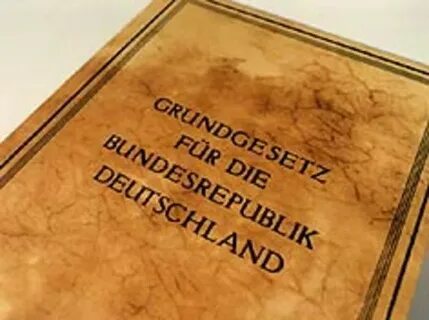 GRUNDGESETZ
FÜR DIE
BUNDESREPUBLIK
DEUTSCHLAND